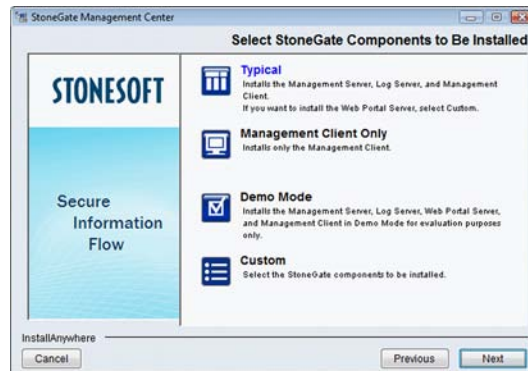 StoneGate Management Center
Select StoneGate Components to Be Installed
STONESOFT
Secure
Information
Flow
Typical
Installs the Management Server, Log Server, and Management
Client.
If you want to install the Web Portal Server, select Custom.
Management Client Only
Installs only the Management Client.
Demo Mode
Installs the Management Server, Log Server, Web Portal Server,
and Management Client in Demo Mode for evaluation purposes
only.
Custom
Select the StoneGate components to be installed.
InstallAnywhere
Cancel
Previous
Next